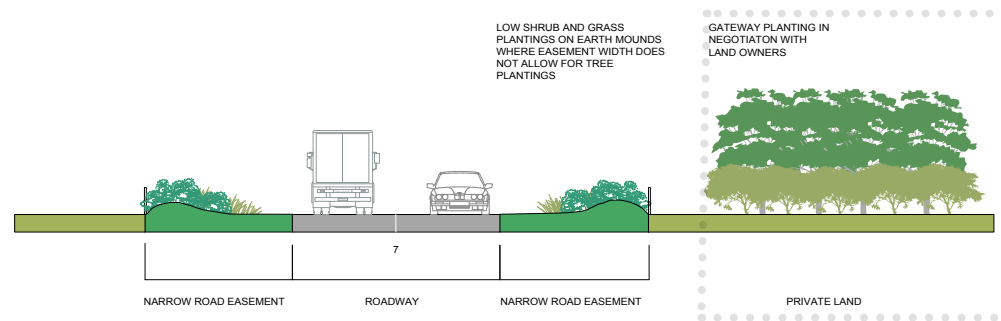 LOW SHRUB AND GRASS
PLANTINGS ON EARTH MOUNDS
WHERE EASEMENT WIDTH DOES
NOT ALLOW FOR TREE
PLANTINGS
GATEWAY PLANTING IN
NEGOTIATON WITH
LAND OWNERS
7
NARROW ROAD EASEMENT
ROADWAY
NARROW ROAD EASEMENT
PRIVATE LAND